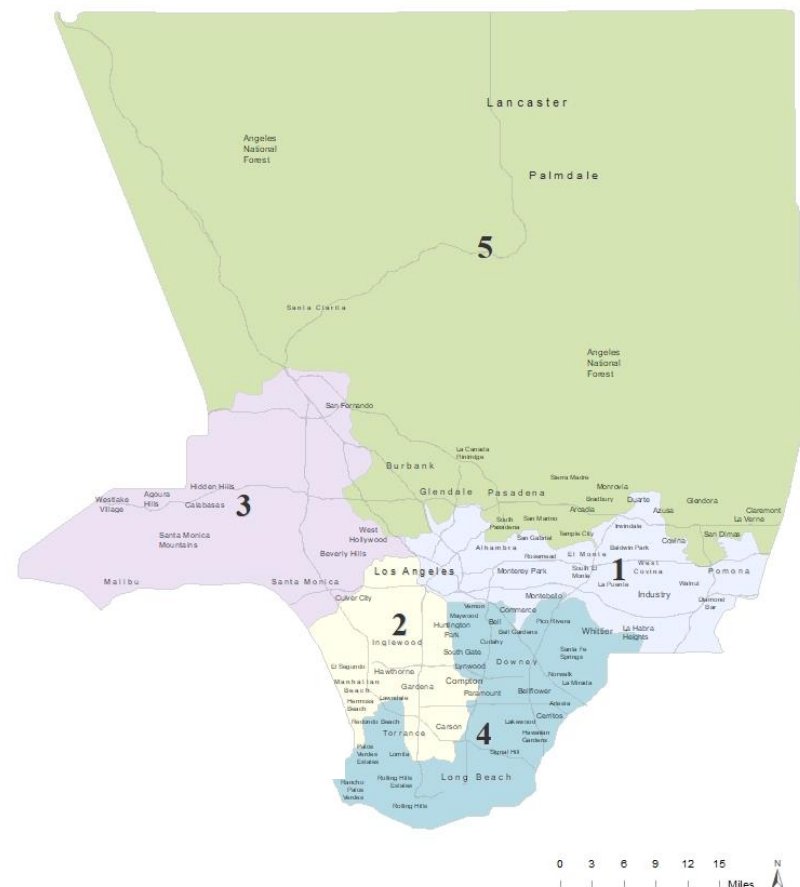 Lancaster
Angeles
National
Forest
Palmdale
5
Santa Clarita
Angeles
National
Forest
San Fernando
La Canada
Flintridge
Burbank
Sierra Madre
Glendale
Pasadena
Monrovia
Bradbury
Duarte
Glendora
Hidden Hills
Westlake
Village
Agoura
Hills
Calabasas
3
Arcadia
Azusa
Claremont
La Verne
South
Pasadena
San Marino
Irwindale
Santa Monica
Mountains
West
Hollywood
San Gabriel
Temple City
Covina
San Dimas
Beverly Hills
Alhambra
Rosemead
El Monte
Baldwin Park
West
Covina
1
Malibu
Santa Monica
Los Angeles
Monterey Park
South El
Monte
La Puente
Walnut
Pomona
Industry
Diamond
Bar
Culver City
Montebello
Vernon
Commerce
Maywood
2
Huntington
Park
Bell
Bell Gardens
Pico Rivera
Whittier
La Habra
Heights
Inglewood
Cudahy
South Gate
Downey
Santa Fe
Springs
El Segundo
Hawthorne
Lynwood
Norwalk
La Mirada
Manhattan
Beach
Gardena
Compton
Paramount
Bellflower
Hermosa
Beach
Lawndale
Artesia
Redondo Beach
Carson
Lakewood
Cerritos
Torrance
4
Hawaiian
Gardens
Palos
Verdes
Estates
Lomita
Signal Hill
Rancho
Palos
Verdes
Rolling Hills
Estates
Long Beach
Rolling Hills
0 3 6 9 12 15
Miles
N